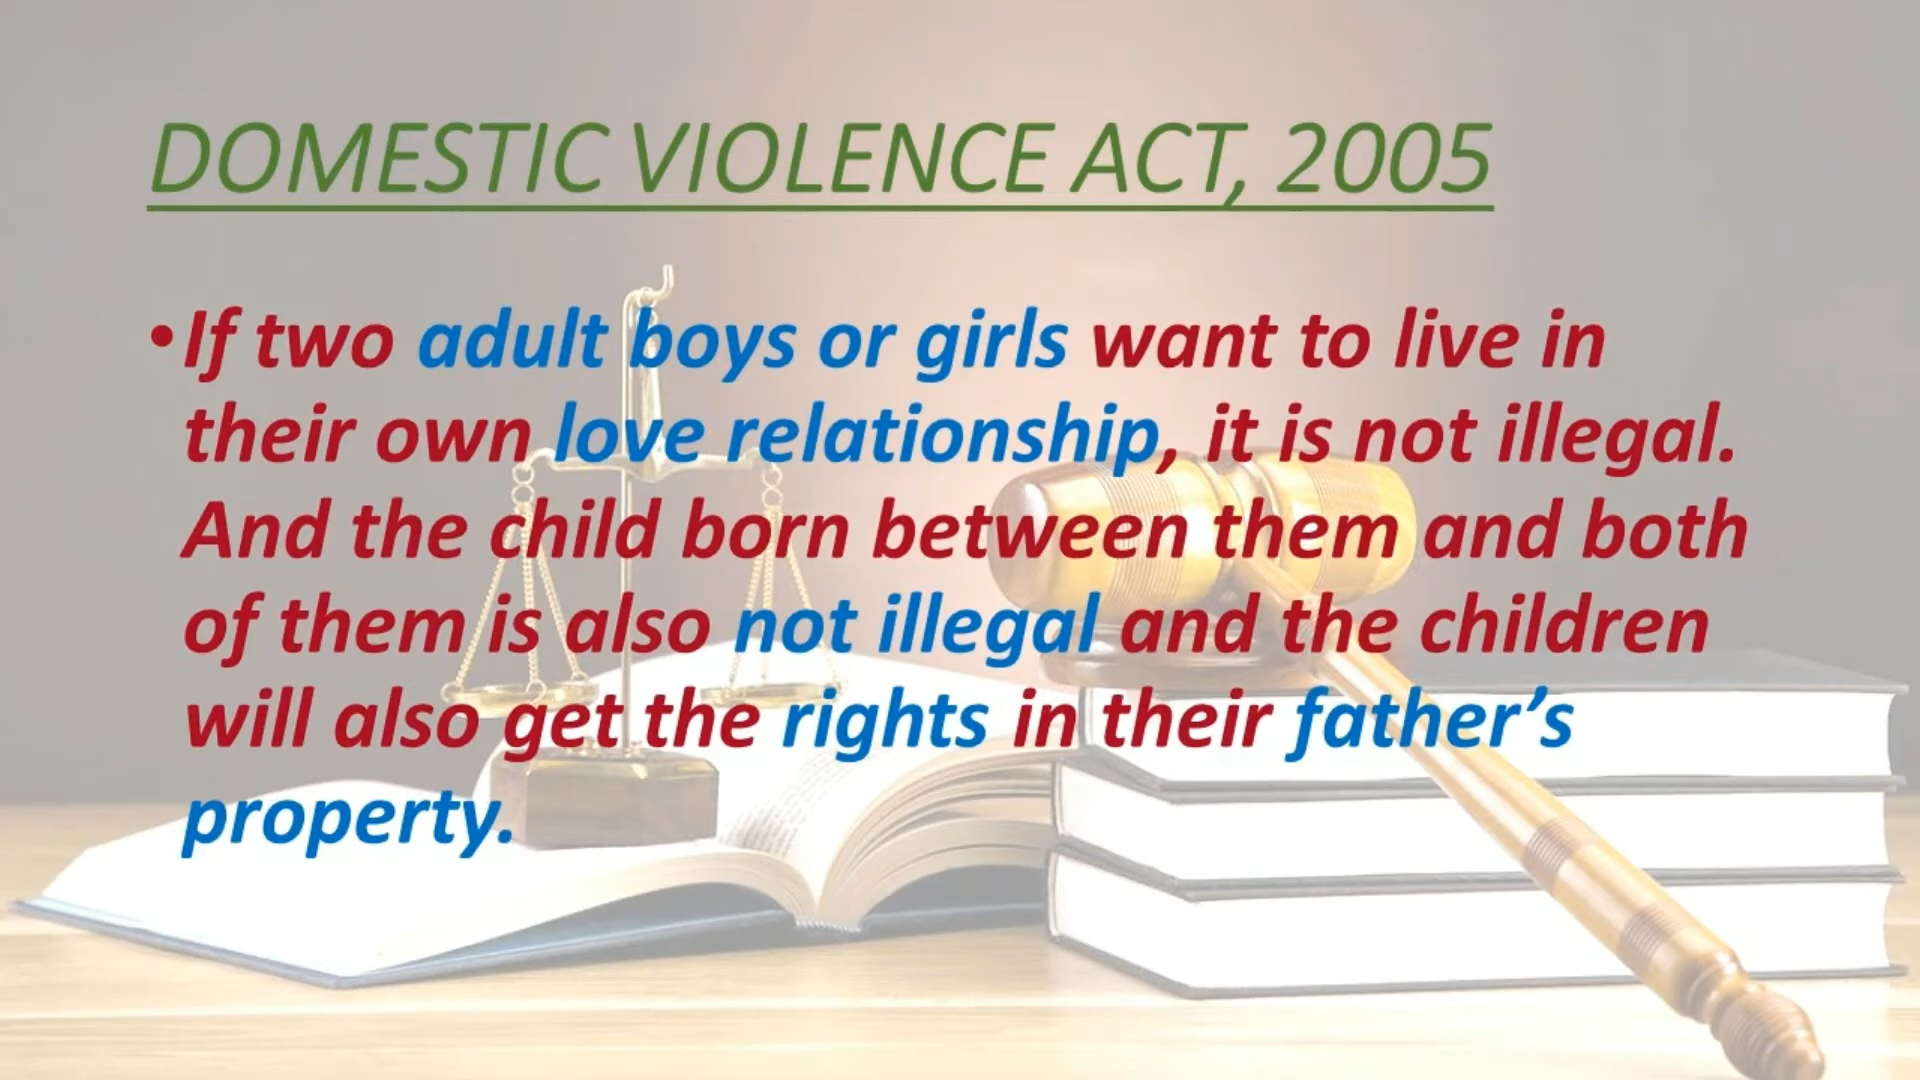 DOMESTIC VIOLENCE ACT, 2005
•If two adult boys or girls want to live in
their own love relationship, it is not illegal.
And the child born between them and both
of them is also not illegal and the children
will also get the rights in their father’s
property.